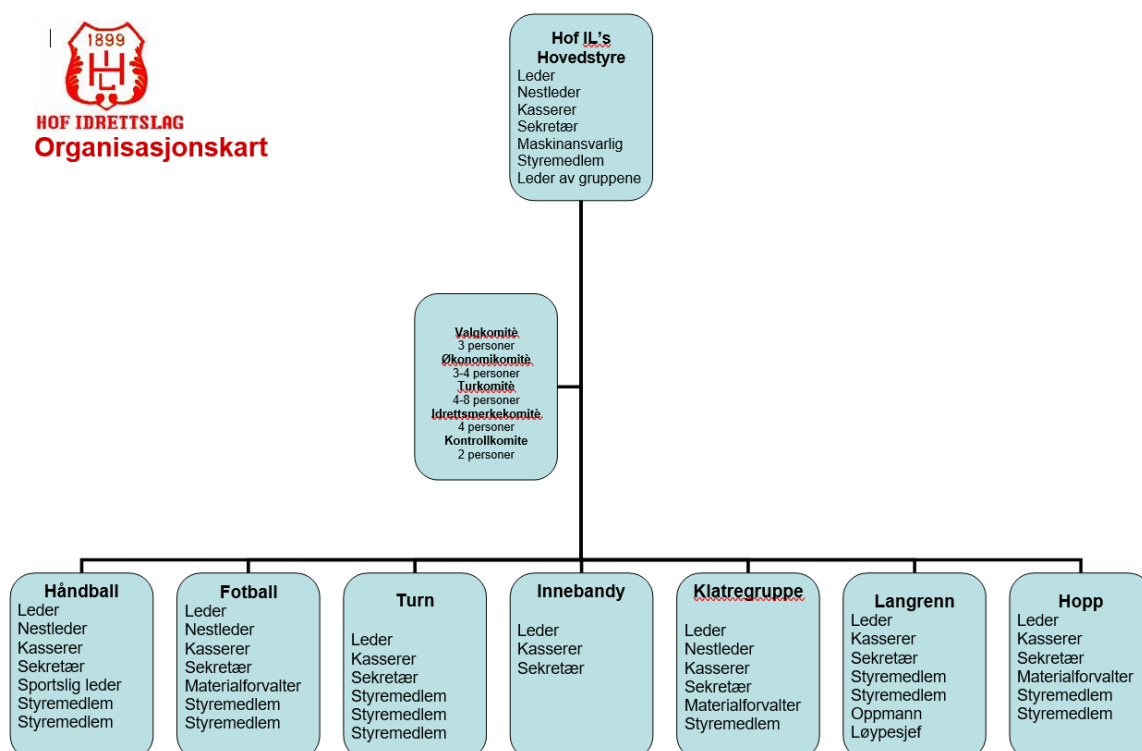 1899
HIL
HOF IDRETTSLAG
Organisasjonskart
Hof IL's
Hovedstyre
Leder
Nestleder
Kasserer
Sekretær
Maskinansvarlig
Styremedlem
Leder av gruppene
Valgkomitè
3 personer
Økonomikomitè
3-4 personer
Turkomitè
4-8 personer
Idrettsmerkekomitè
4 personer
Kontrollkomite
2 personer
Håndball
Leder
Nestleder
Kasserer
Sekretær
Sportslig leder
Styremedlem
Styremedlem
Fotball
Leder
Nestleder
Kasserer
Sekretær
Materialforvalter
Styremedlem
Styremedlem
Turn
Leder
Kasserer
Sekretær
Styremedlem
Styremedlem
Styremedlem
Innebandy
Leder
Kasserer
Sekretær
Klatregruppe
Leder
Nestleder
Kasserer
Sekretær
Materialforvalter
Styremedlem
Langrenn
Leder
Kasserer
Sekretær
Styremedlem
Styremedlem
Oppmann
Løypesjef
Hopp
Leder
Kasserer
Sekretær
Materialforvalter
Styremedlem
Styremedlem